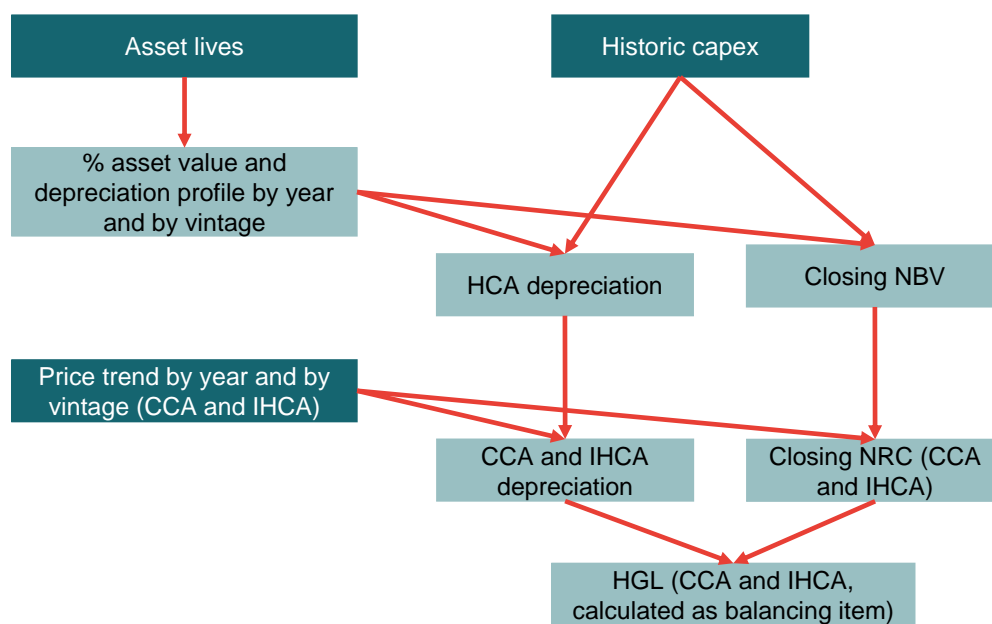 Asset lives
Historic capex
% asset value and
depreciation profile by year
and by vintage
HCA depreciation
Closing NBV
Price trend by year and by
vintage (CCA and IHCA)
CCA and IHCA
depreciation
Closing NRC (CCA
and IHCA)
HGL (CCA and IHCA,
calculated as balancing item)